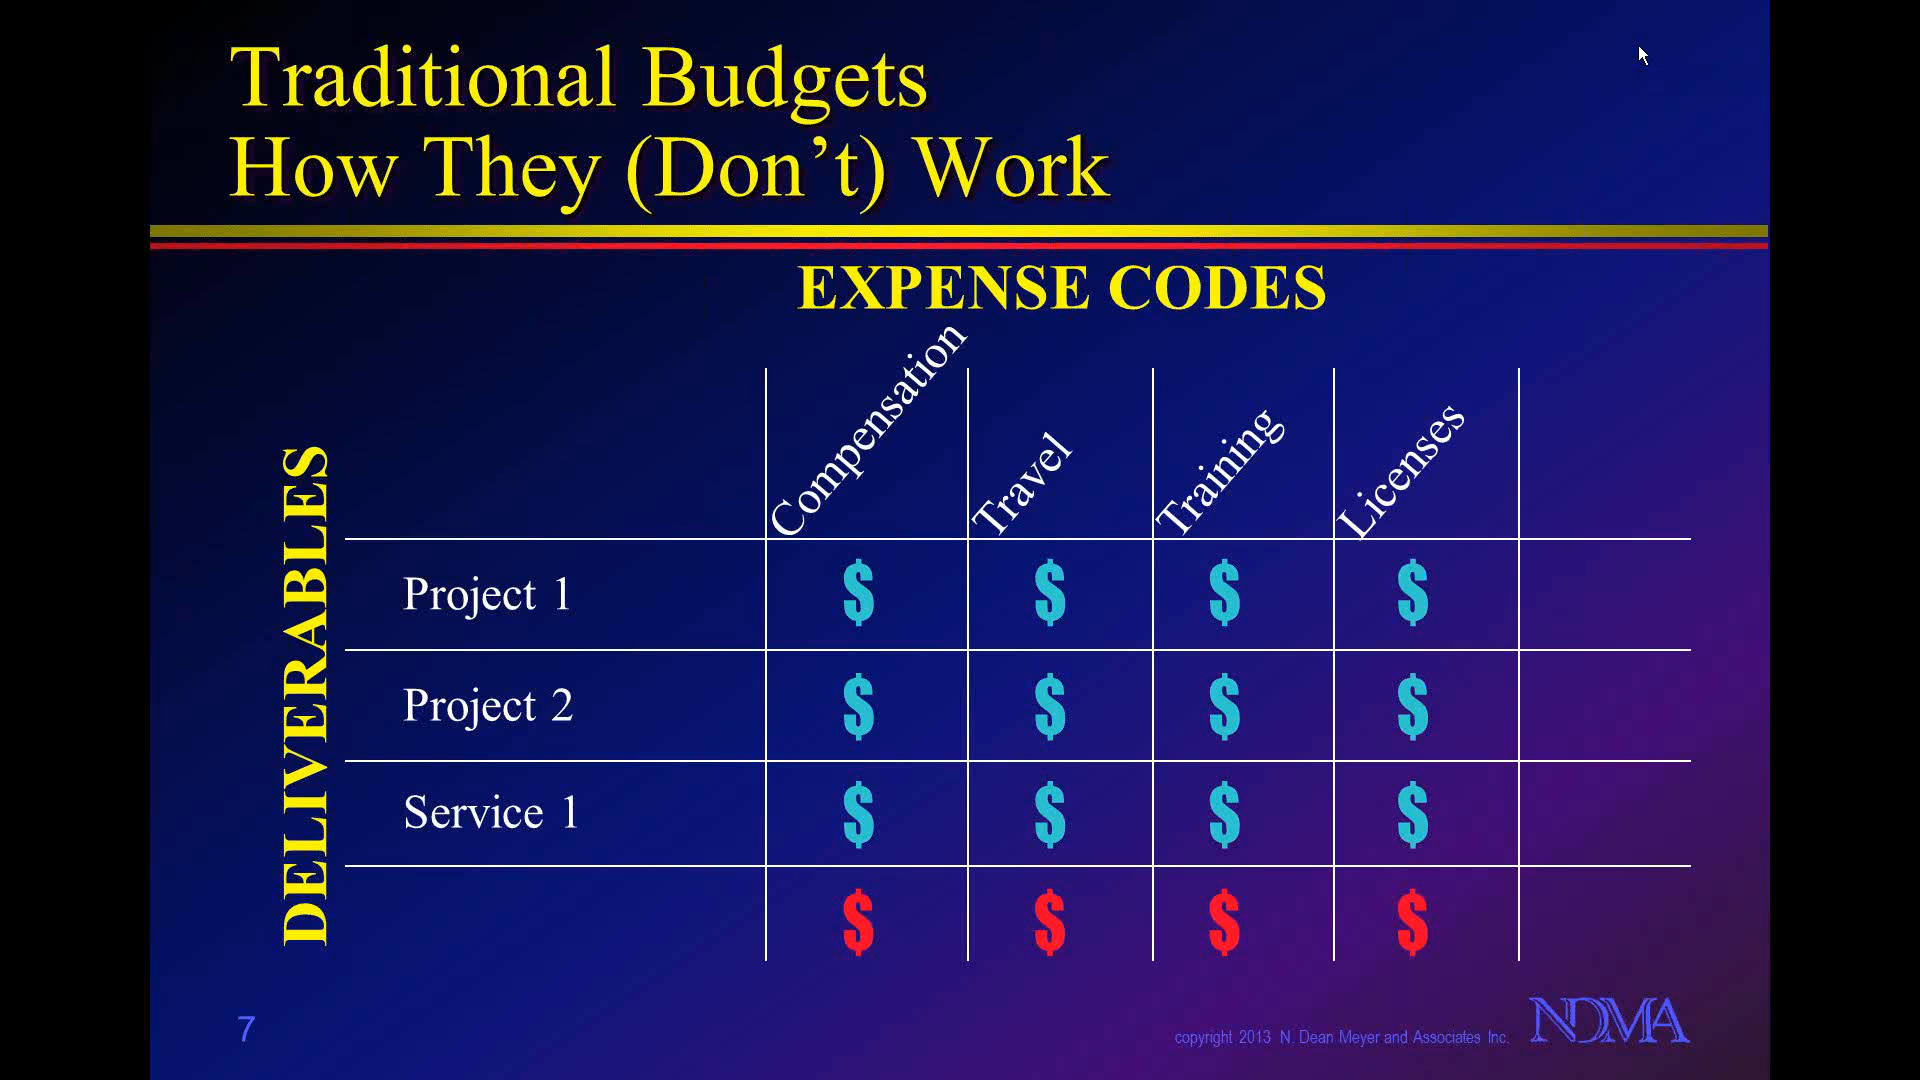 Traditional Budgets
How They (Don’t) Work
EXPENSE CODES
DELIVERABLES
Compensation
Travel
Training
Licenses
Project 1 $ $ $ $
Project 2 $ $ $ $
Service 1 $ $ $ $
$ $ $ $
7
copyright 2013 N. Dean Meyer and Associates Inc.
NDMA